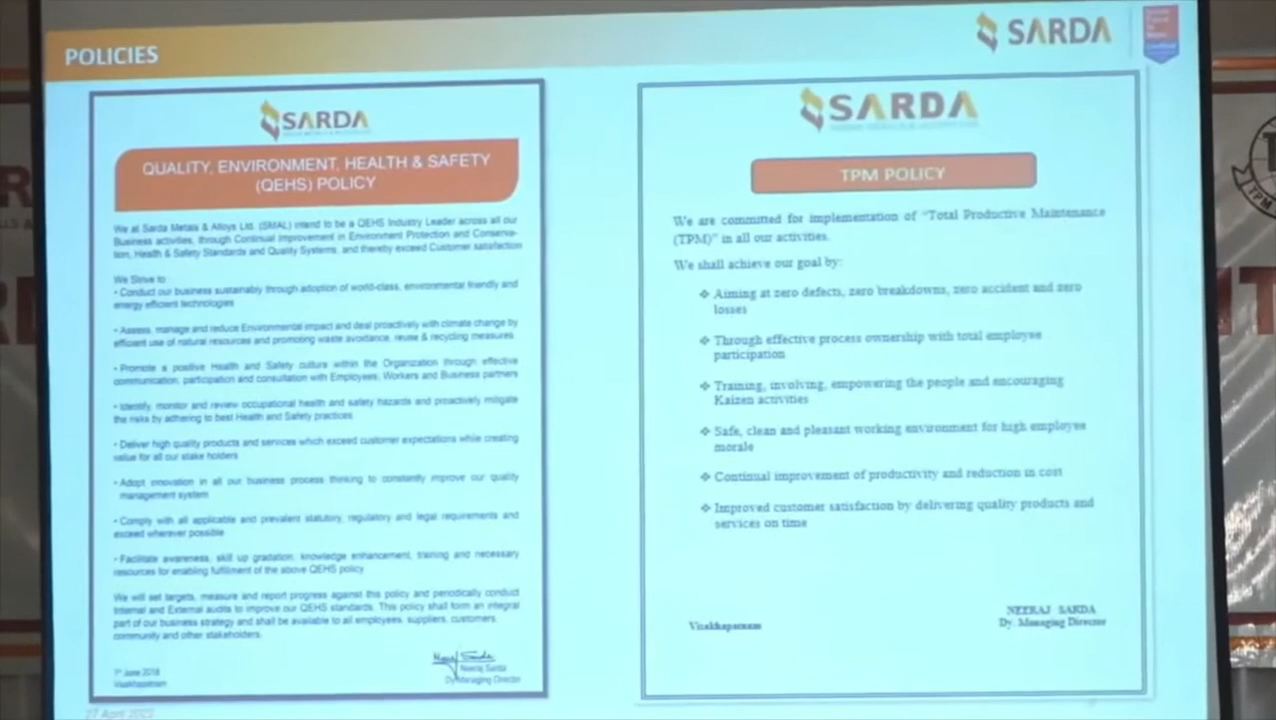 POLICIES
SARDA
SARDA
QUALITY, ENVIRONMENT, HEALTH & SAFETY
(QEHS) POLICY
We at Sarda Metals & Alloys Ltd. (SMAL) intend to be a QEHS Industry Leader across all our
Business activities, through Continual Improvement in Environment Protection and Conserva-
tion, Health & Safety Standards and Quality Systems, and thereby exceed Customer satisfaction
We Strive to
• Conduct our business sustainably through adoption of world-class, environmental friendly and
energy efficient technologies
• Assess, manage and reduce Environmental impact and deal proactively with climate change by
efficient use of natural resources and promoting waste avoidance, reuse & recycling measures
• Promote a positive Health and Safety culture within the Organization through effective
communication, participation and consultation with Employees, Workers and Business partners
• Identify, monitor and review occupational health and safety hazards and proactively mitigate
the risks by adhering to best Health and Safety practices
• Deliver high quality products and services which exceed customer expectations while creating
value for all our stake holders
• Adopt innovation in all our business process thinking to constantly improve our quality
management system
• Comply with all applicable and prevalent statutory, regulatory and legal requirements and
exceed wherever possible
• Facilitate awareness, skill up gradation, knowledge enhancement, training and necessary
resources for enabling fulfillment of the above QEHS policy
We will set targets, measure and report progress against this policy and periodically conduct
Internal and External audits to improve our QEHS standards. This policy shall form an integral
part of our business strategy and shall be available to all employees, suppliers, customers,
community and other stakeholders.
1st June 2018
Visakhapatnam
Neeraj Sarda
Dy Managing Director
27 April 2022
SARDA
TPM POLICY
We are committed for implementation of "Total Productive Maintenance
(TPM)" in all our activities.
We shall achieve our goal by:
❖ Aiming at zero defects, zero breakdowns, zero accident and zero
losses
❖ Through effective process ownership with total employee
participation
❖ Training, involving, empowering the people and encouraging
Kaizen activities
❖ Safe, clean and pleasant working environment for high employee
morale
❖ Continual improvement of productivity and reduction in cost
❖ Improved customer satisfaction by delivering quality products and
services on time
Visakhapatnam
NEERAJ SARDA
Dy. Managing Director
TPM